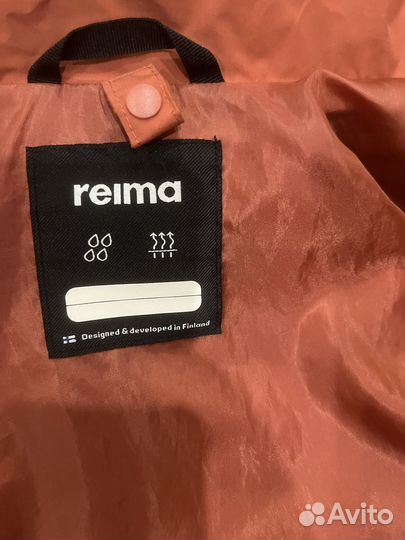 reima
Designed & developed in Finland
Avito